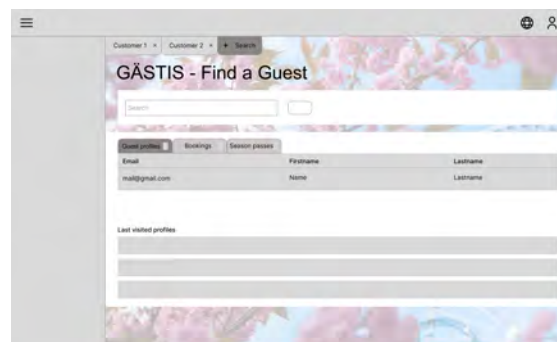 Customer 1 × Customer 2 × + Search
GÄSTIS - Find a Guest
Search
Guest profiles Bookings Season passes
Email Firstname Lastname
mail@gmail.com Name Lastname
Last visited profiles